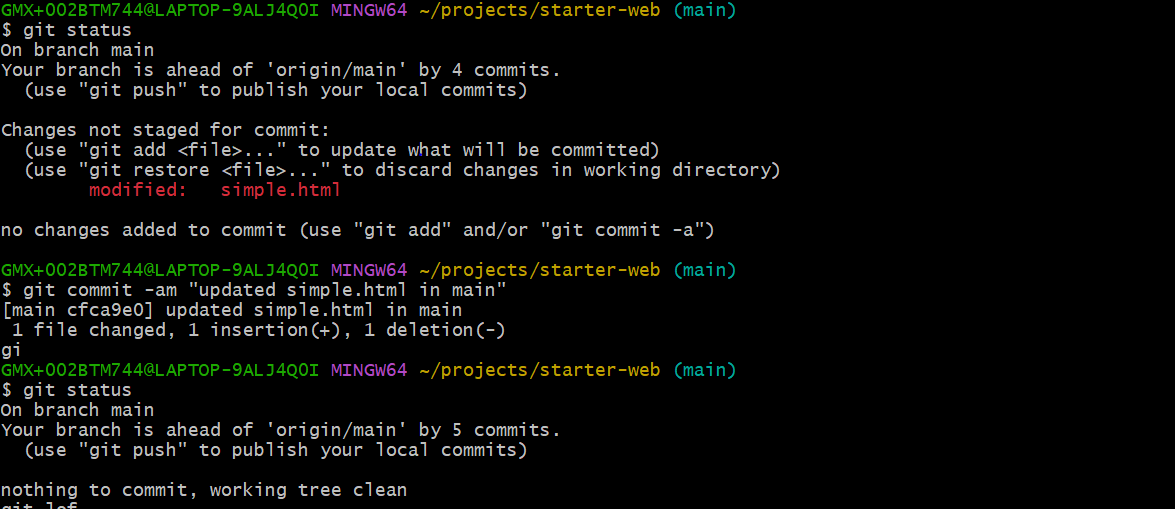 GMX+002BTM744@LAPTOP-9ALJ4Q0I MINGW64 ~/projects/starter-web (main)
$ git status
On branch main
Your branch is ahead of 'origin/main' by 4 commits.
  (use "git push" to publish your local commits)

Changes not staged for commit:
  (use "git add <file>..." to update what will be committed)
  (use "git restore <file>..." to discard changes in working directory)
        modified:   simple.html

no changes added to commit (use "git add" and/or "git commit -a")

GMX+002BTM744@LAPTOP-9ALJ4Q0I MINGW64 ~/projects/starter-web (main)
$ git commit -am "updated simple.html in main"
[main cfca9e0] updated simple.html in main
 1 file changed, 1 insertion(+), 1 deletion(-)
gi
GMX+002BTM744@LAPTOP-9ALJ4Q0I MINGW64 ~/projects/starter-web (main)
$ git status
On branch main
Your branch is ahead of 'origin/main' by 5 commits.
  (use "git push" to publish your local commits)

nothing to commit, working tree clean
git lof